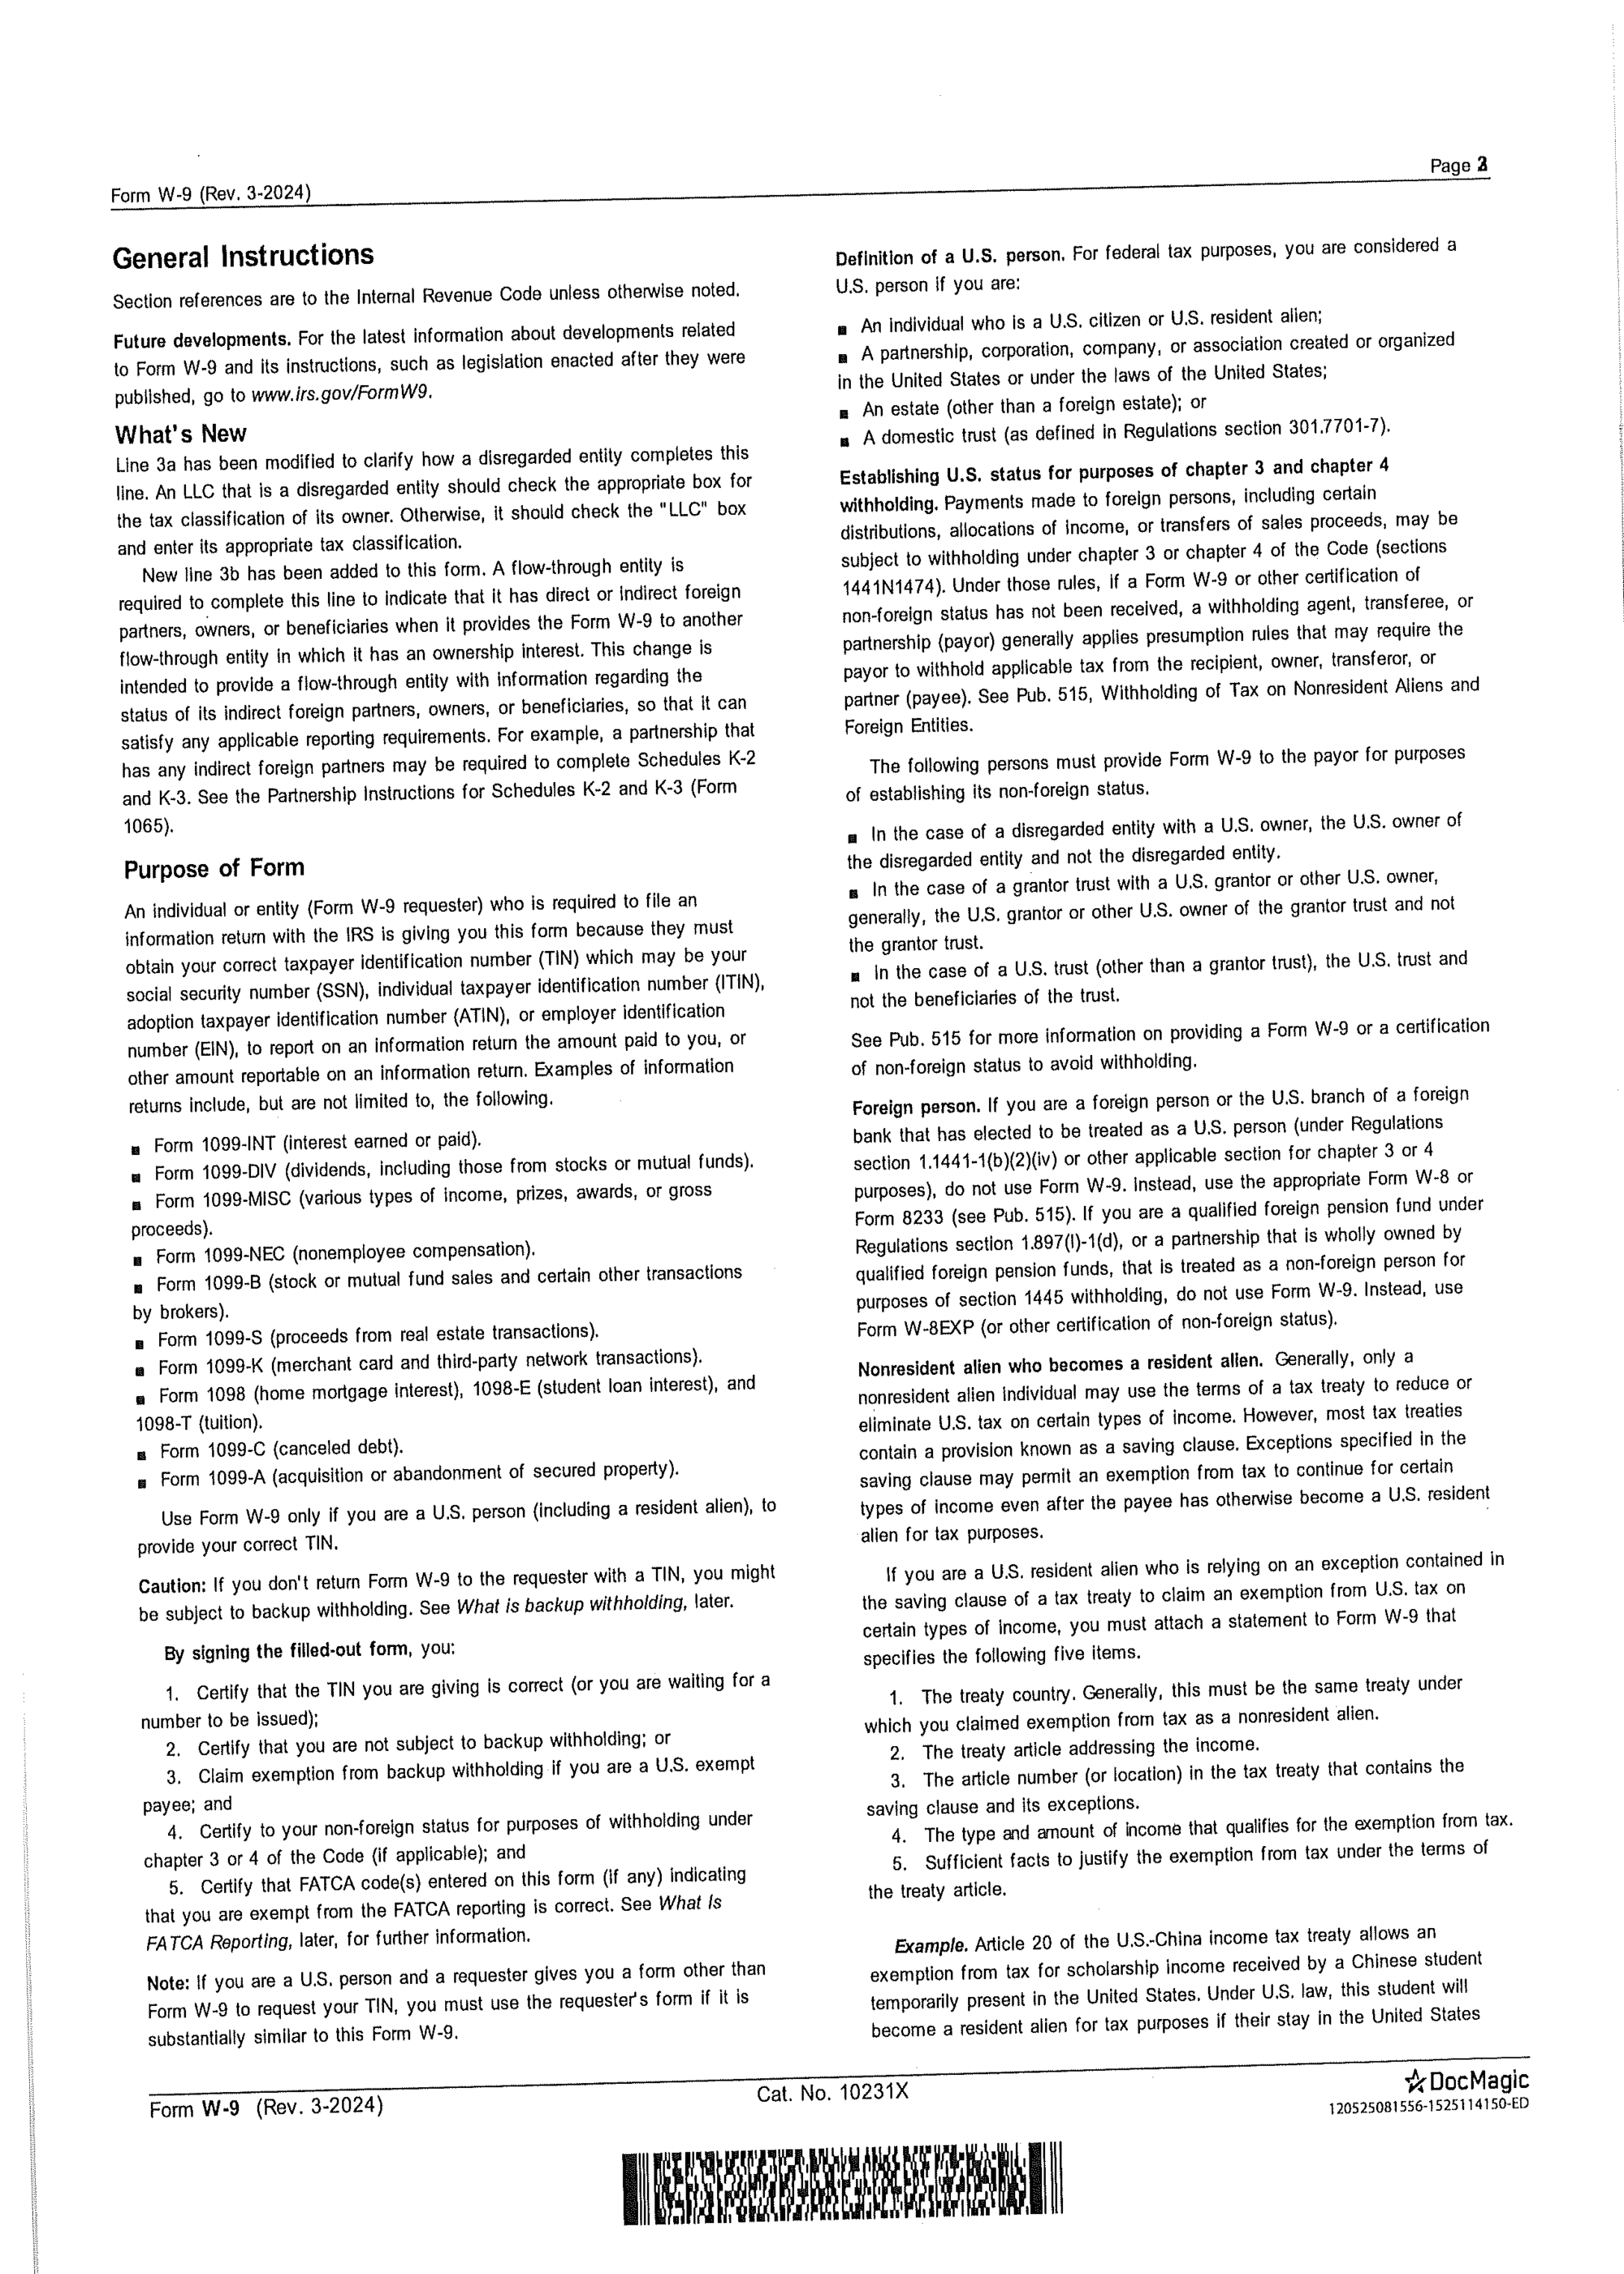 Form W-9 (Rev. 3-2024)
Page
General Instructions
Section references are to the Internal Revenue Code unless otherwise noted.
Future developments. For the latest information about developments related
to Form W-9 and its instructions, such as legislation enacted after they were
published, go to www.irs.gov/FormW9.
What's New
Line 3a has been modified to clarify how a disregarded entity completes this
line. An LLC that is a disregarded entity should check the appropriate box for
the tax classification of its owner. Otherwise, it should check the "LLC" box
and enter its appropriate tax classification.
New line 3b has been added to this form. A flow-through entity is
required to complete this line to indicate that it has direct or indirect foreign
partners, owners, or beneficiaries when it provides the Form W-9 to another
flow-through entity in which it has an ownership interest. This change is
intended to provide a flow-through entity with information regarding the
status of its indirect foreign partners, owners, or beneficiaries, so that it can
satisfy any applicable reporting requirements. For example, a partnership that
has any indirect foreign partners may be required to complete Schedules K-2
and K-3. See the Partnership Instructions for Schedules K-2 and K-3 (Form
1065).
Purpose of Form
An individual or entity (Form W-9 requester) who is required to file an
information return with the IRS is giving you this form because they must
obtain your correct taxpayer identification number (TIN) which may be your
social security number (SSN), individual taxpayer identification number (ITIN),
adoption taxpayer identification number (ATIN), or employer identification
number (EIN), to report on an information return the amount paid to you, or
other amount reportable on an information return. Examples of information
returns include, but are not limited to, the following.
■ Form 1099-INT (interest earned or paid).
■ Form 1099-DIV (dividends, including those from stocks or mutual funds).
■ Form 1099-MISC (various types of income, prizes, awards, or gross
proceeds).
■ Form 1099-NEC (nonemployee compensation).
■ Form 1099-B (stock or mutual fund sales and certain other transactions
by brokers).
■ Form 1099-S (proceeds from real estate transactions).
■ Form 1099-K (merchant card and third-party network transactions).
■ Form 1098 (home mortgage interest), 1098-E (student loan interest), and
1098-T (tuition).
■ Form 1099-C (canceled debt).
■ Form 1099-A (acquisition or abandonment of secured property).
Use Form W-9 only if you are a U.S. person (including a resident alien), to
provide your correct TIN.
Caution: If you don't return Form W-9 to the requester with a TIN, you might
be subject to backup withholding. See What is backup withholding, later.
By signing the filled-out form, you:
1. Certify that the TIN you are giving is correct (or you are waiting for a
number to be issued);
2. Certify that you are not subject to backup withholding; or
3. Claim exemption from backup withholding if you are a U.S. exempt
payee; and
4. Certify to your non-foreign status for purposes of withholding under
chapter 3 or 4 of the Code (if applicable); and
5. Certify that FATCA code(s) entered on this form (if any) indicating
that you are exempt from the FATCA reporting is correct. See What Is
FATCA Reporting, later, for further information.
Note: If you are a U.S. person and a requester gives you a form other than
Form W-9 to request your TIN, you must use the requester's form if it is
substantially similar to this Form W-9.
Definition of a U.S. person. For federal tax purposes, you are considered a
U.S. person if you are:
■ An individual who is a U.S. citizen or U.S. resident alien;
■ A partnership, corporation, company, or association created or organized
in the United States or under the laws of the United States;
■ An estate (other than a foreign estate); or
■ A domestic trust (as defined in Regulations section 301.7701-7).
Establishing U.S. status for purposes of chapter 3 and chapter 4
withholding. Payments made to foreign persons, including certain
distributions, allocations of income, or transfers of sales proceeds, may be
subject to withholding under chapter 3 or chapter 4 of the Code (sections
1441N1474). Under those rules, if a Form W-9 or other certification of
non-foreign status has not been received, a withholding agent, transferee, or
partnership (payor) generally applies presumption rules that may require the
payor to withhold applicable tax from the recipient, owner, transferor, or
partner (payee). See Pub. 515, Withholding of Tax on Nonresident Aliens and
Foreign Entities.
The following persons must provide Form W-9 to the payor for purposes
of establishing its non-foreign status.
■ In the case of a disregarded entity with a U.S. owner, the U.S. owner of
the disregarded entity and not the disregarded entity.
■ In the case of a grantor trust with a U.S. grantor or other U.S. owner,
generally, the U.S. grantor or other U.S. owner of the grantor trust and not
the grantor trust.
■ In the case of a U.S. trust (other than a grantor trust), the U.S. trust and
not the beneficiaries of the trust.
See Pub. 515 for more information on providing a Form W-9 or a certification
of non-foreign status to avoid withholding.
Foreign person. If you are a foreign person or the U.S. branch of a foreign
bank that has elected to be treated as a U.S. person (under Regulations
section 1.1441-1(b)(2)(iv) or other applicable section for chapter 3 or 4
purposes), do not use Form W-9. Instead, use the appropriate Form W-8 or
Form 8233 (see Pub. 515). If you are a qualified foreign pension fund under
Regulations section 1.897(l)-1(d), or a partnership that is wholly owned by
qualified foreign pension funds, that is treated as a non-foreign person for
purposes of section 1445 withholding, do not use Form W-9. Instead, use
Form W-8EXP (or other certification of non-foreign status).
Nonresident alien who becomes a resident alien. Generally, only a
nonresident alien individual may use the terms of a tax treaty to reduce or
eliminate U.S. tax on certain types of income. However, most tax treaties
contain a provision known as a saving clause. Exceptions specified in the
saving clause may permit an exemption from tax to continue for certain
types of income even after the payee has otherwise become a U.S. resident
alien for tax purposes.
If you are a U.S. resident alien who is relying on an exception contained in
the saving clause of a tax treaty to claim an exemption from U.S. tax on
certain types of income, you must attach a statement to Form W-9 that
specifies the following five items.
1. The treaty country. Generally, this must be the same treaty under
which you claimed exemption from tax as a nonresident alien.
2. The treaty article addressing the income.
3. The article number (or location) in the tax treaty that contains the
saving clause and its exceptions.
4. The type and amount of income that qualifies for the exemption from tax.
5. Sufficient facts to justify the exemption from tax under the terms of
the treaty article.
Example. Article 20 of the U.S.-China income tax treaty allows an
exemption from tax for scholarship income received by a Chinese student
temporarily present in the United States. Under U.S. law, this student will
become a resident alien for tax purposes if their stay in the United States
Form W-9 (Rev. 3-2024)
Cat. No. 10231X
DocMagic
120525081556-1525114150-ED